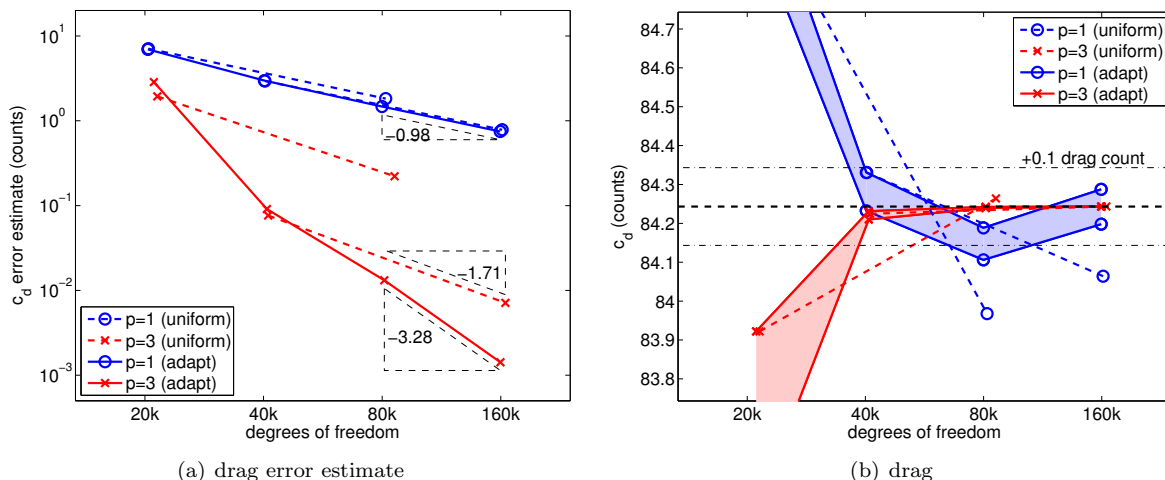 10^1
10^0
10^-1
10^-2
10^-3
c_d error estimate (counts)
−0.98
−1.71
−3.28
p=1 (uniform)
p=3 (uniform)
p=1 (adapt)
p=3 (adapt)
20k 40k 80k 160k
degrees of freedom
(a) drag error estimate
84.7
84.6
84.5
84.4
84.3
84.2
84.1
84
83.9
83.8
c_d (counts)
p=1 (uniform)
p=3 (uniform)
p=1 (adapt)
p=3 (adapt)
+0.1 drag count
20k 40k 80k 160k
degrees of freedom
(b) drag